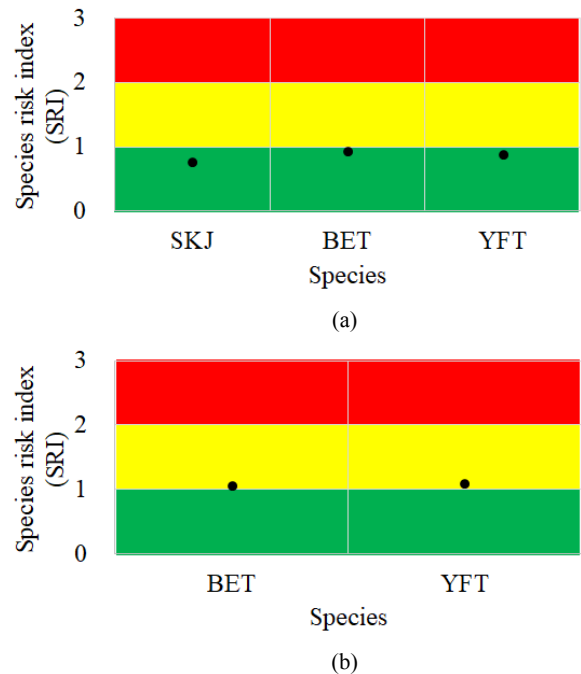 Species risk index
(SRI)
3
2
1
0
SKJ BET YFT
Species
(a)
Species risk index
(SRI)
3
2
1
0
BET YFT
Species
(b)